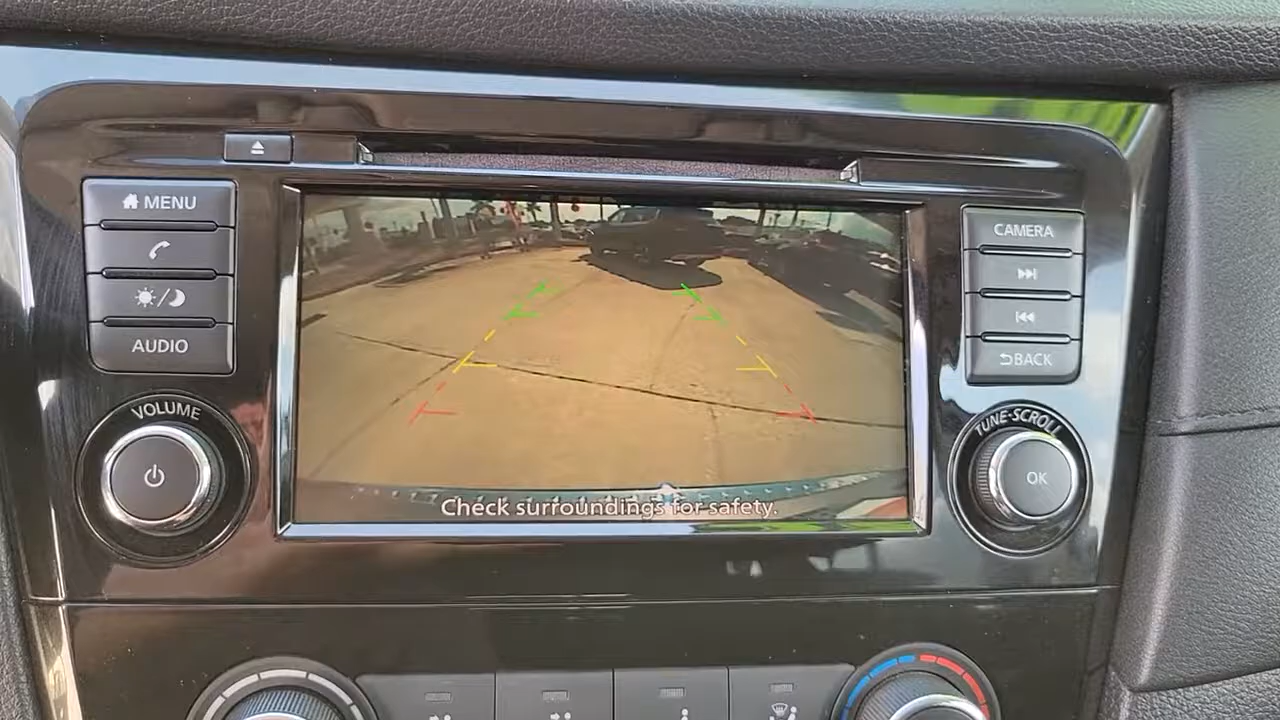 MENU
AUDIO
VOLUME
CAMERA
BACK
TUNE·SCROLL
OK
Check surroundings for safety.